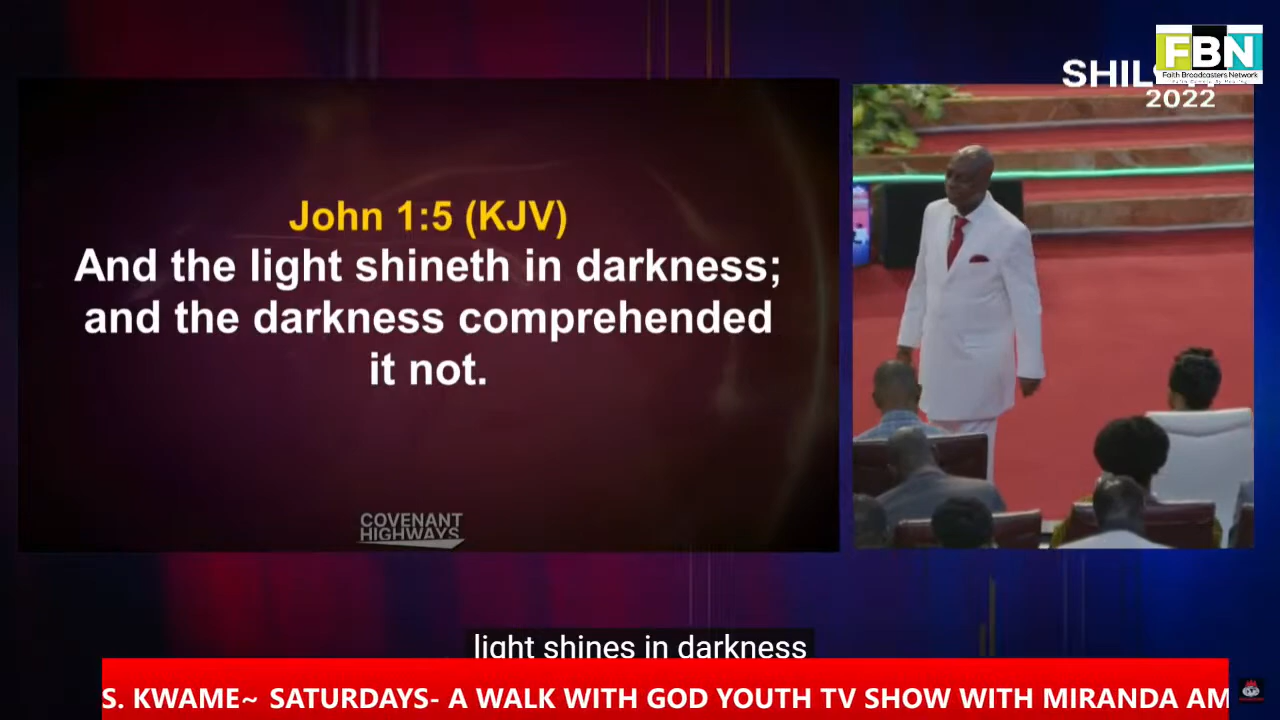 FBN
Faith Broadcasters Network
SHIL
2022
John 1:5 (KJV)
And the light shineth in darkness;
and the darkness comprehended
it not.
COVENANT
HIGHWAYS
light shines in darkness
S. KWAME~ SATURDAYS- A WALK WITH GOD YOUTH TV SHOW WITH MIRANDA AM